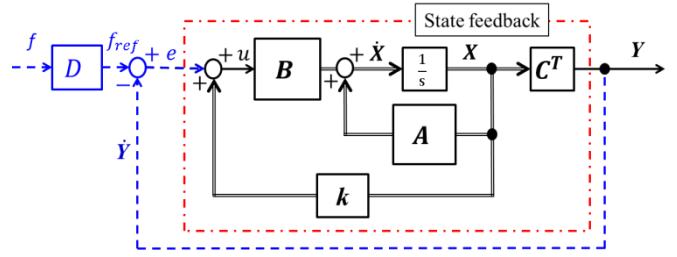 State feedback
f
D
f_ref
+
e
−
+
u
+
B
+
+
Ẋ
1/s
X
C^T
Y
A
Ẏ
k